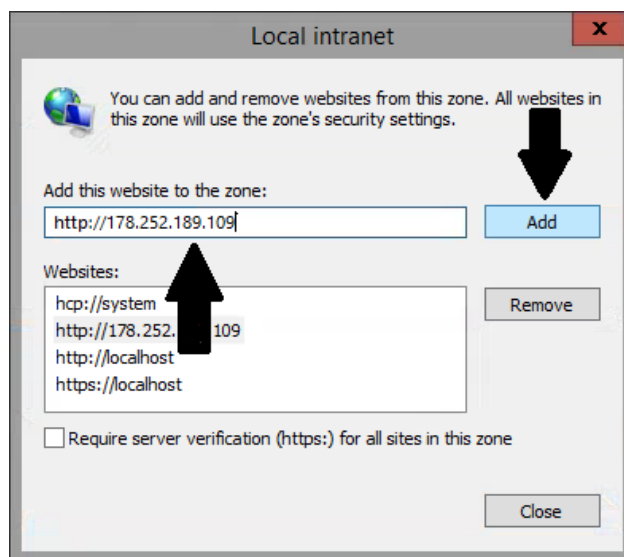 Local intranet
x
You can add and remove websites from this zone. All websites in
this zone will use the zone's security settings.
Add this website to the zone:
http://178.252.189.109
Add
Websites:
hcp://system
http://178.252. 109
Remove
http://localhost
https://localhost
Require server verification (https:) for all sites in this zone
Close